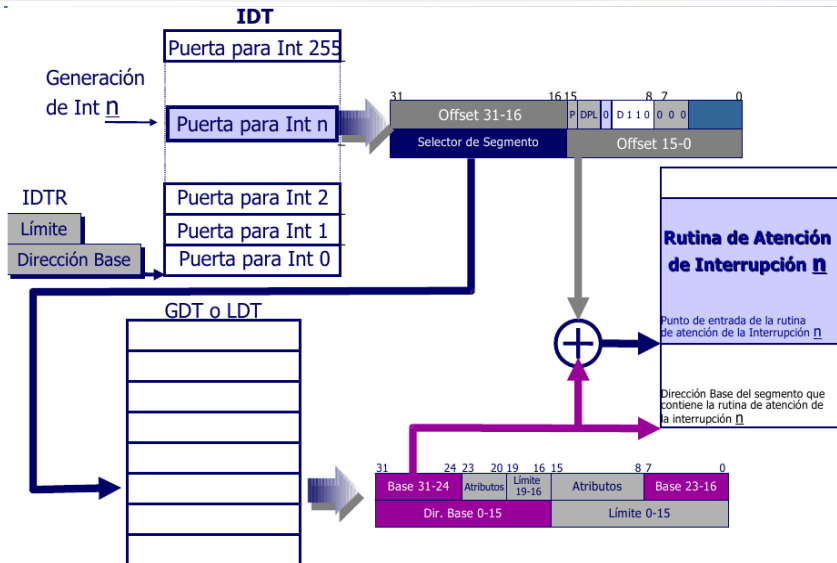 IDT
Puerta para Int 255
Generación
de Int n
Puerta para Int n
31
16
15
8
7
0
Offset 31-16
P
DPL
0
D 1 1 0
0 0 0
Selector de Segmento
Offset 15-0
IDTR
Límite
Dirección Base
Puerta para Int 2
Puerta para Int 1
Puerta para Int 0
Rutina de Atención
de Interrupción n
Punto de entrada de la rutina
de atención de la Interrupción n
GDT o LDT
Dirección Base del segmento que
contiene la rutina de atención de
la interrupción n
31
24
23
20
19
16
15
8
7
0
Base 31-24
Atributos
Límite
19-16
Atributos
Base 23-16
Dir. Base 0-15
Límite 0-15